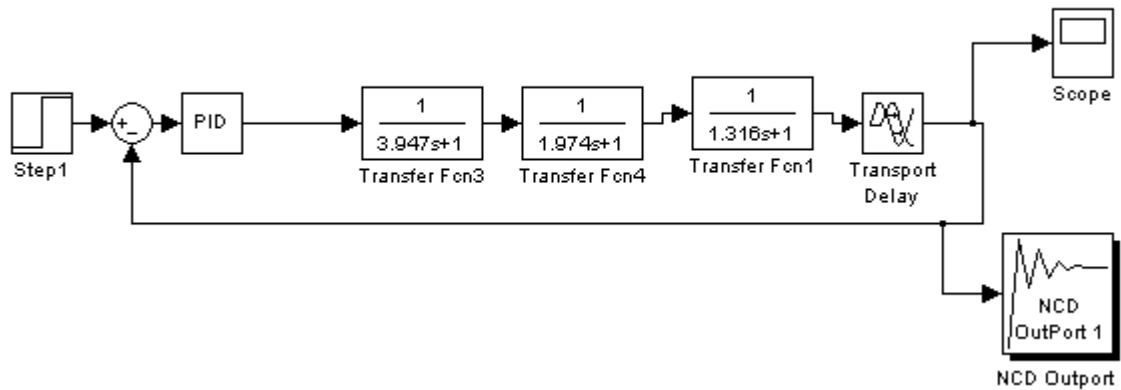 Scope
Step1
+
−
PID
1
3.947s+1
Transfer Fcn3
1
1.974s+1
Transfer Fcn4
1
1.316s+1
Transfer Fcn1
Transport
Delay
NCD
OutPort 1
NCD Outport